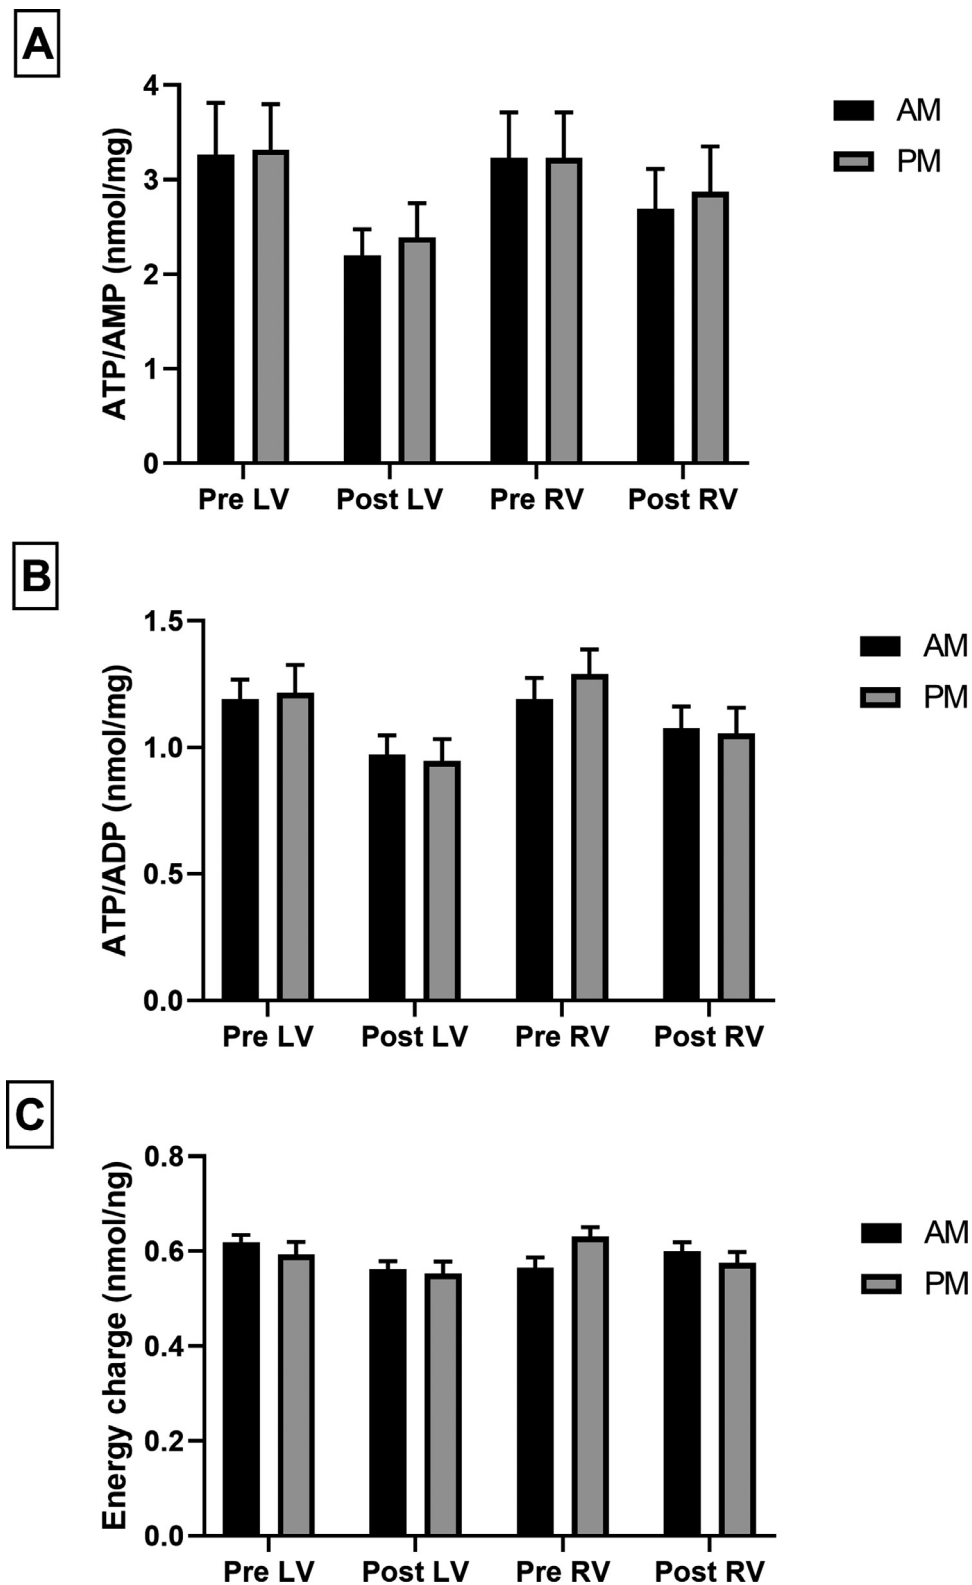 A
ATP/AMP (nmol/mg)
4
3
2
1
0
Pre LV Post LV Pre RV Post RV
AM
PM
B
ATP/ADP (nmol/mg)
1.5
1.0
0.5
0.0
Pre LV Post LV Pre RV Post RV
AM
PM
C
Energy charge (nmol/ng)
0.8
0.6
0.4
0.2
0.0
Pre LV Post LV Pre RV Post RV
AM
PM